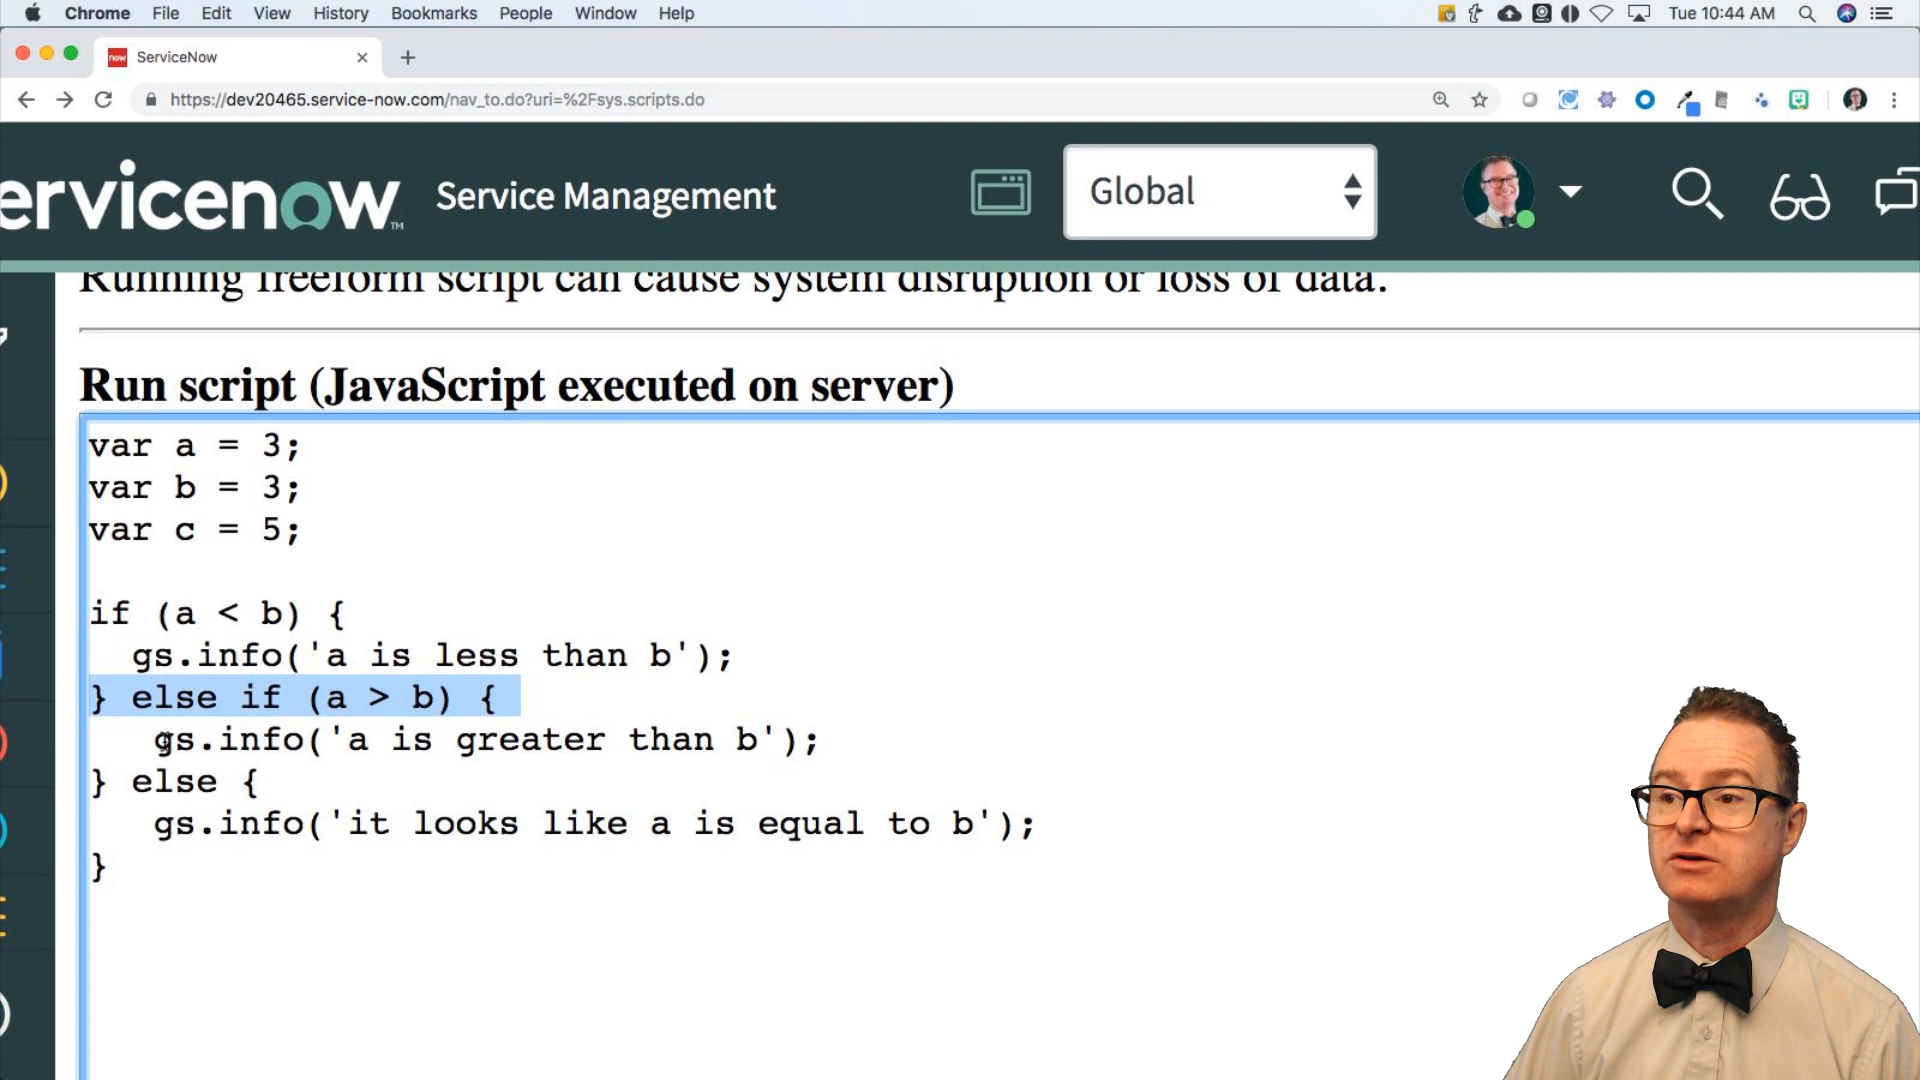 Chrome File Edit View History Bookmarks People Window Help Tue 10:44 AM
now ServiceNow
https://dev20465.service-now.com/nav_to.do?uri=%2Fsys.scripts.do
ervicenow™ Service Management Global
Running freeform script can cause system disruption or loss of data.
Run script (JavaScript executed on server)
var a = 3;
var b = 3;
var c = 5;
if (a < b) {
gs.info('a is less than b');
} else if (a > b) {
gs.info('a is greater than b');
} else {
gs.info('it looks like a is equal to b');
}